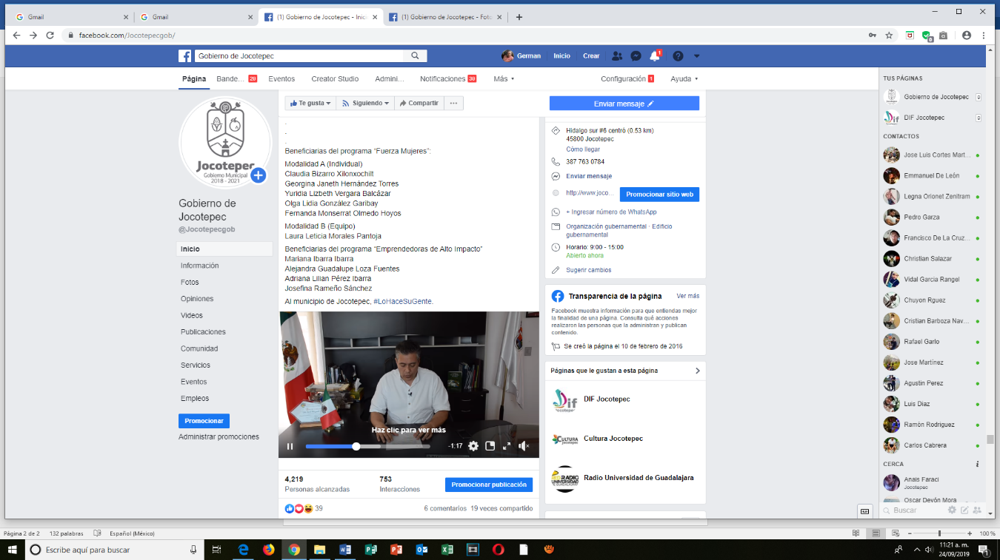 Gmail
Gmail
(1) Gobierno de Jocotepec - Inici
(1) Gobierno de Jocotepec - Foto
facebook.com/Jocotepecgob/
Gobierno de Jocotepec
German
Inicio
Crear
1
Página
Bande... 20
Eventos
Creator Studio
Admini...
Notificaciones 30
Más
Configuración 1
Ayuda
Jocotepec
Gobierno Municipal
2018 - 2021
Gobierno de
Jocotepec
@Jocotepecgob
Inicio
Información
Fotos
Opiniones
Videos
Publicaciones
Comunidad
Servicios
Eventos
Empleos
Promocionar
Administrar promociones
Te gusta
Siguiendo
Compartir
...
.
.
.
Beneficiarias del programa “Fuerza Mujeres”:
Modalidad A (Individual)
Claudia Bizarro Xilonxochilt
Georgina Janeth Hernández Torres
Yuridia Lizbeth Vergara Balcázar
Olga Lidia González Garibay
Fernanda Monserrat Olmedo Hoyos
Modalidad B (Equipo)
Laura Leticia Morales Pantoja
Beneficiarias del programa “Emprendedoras de Alto Impacto”
Mariana Ibarra Ibarra
Alejandra Guadalupe Loza Fuentes
Adriana Lilian Pérez Ibarra
Josefina Rameño Sánchez
Al municipio de Jocotepec, #LoHaceSuGente.
Haz clic para ver más
-1:17
4,219
Personas alcanzadas
753
Interacciones
Promocionar publicación
39
6 comentarios 19 veces compartido
Enviar mensaje
Hidalgo sur #6 centró (0.53 km)
45800 Jocotepec
Cómo llegar
387 763 0784
Enviar mensaje
http://www.joco...
Promocionar sitio web
+ Ingresar número de WhatsApp
Organización gubernamental · Edificio
gubernamental
Horario: 9:00 - 15:00
Abierto ahora
Sugerir cambios
Transparencia de la página
Ver más
Facebook muestra información para que entiendas mejor
la finalidad de una página. Consulta qué acciones
realizaron las personas que la administran y publican
contenido.
Se creó la página el 10 de febrero de 2016
Páginas que le gustan a esta página
DIF Jocotepec
Cultura Jocotepec
Radio Universidad de Guadalajara
TUS PÁGINAS
Gobierno de Jocotepec
DIF Jocotepec
CONTACTOS
Jose Luis Cortes Mart...
Emmanuel De León
Legna Orionet Zenitram
Pedro Garza
Francisco De La Cruz...
Christian Salazar
Vidal Garcia Rangel
Chuyon Rguez
Cristian Barboza Nav...
Rafael Garlo
Jose Martínez
Agustin Perez
Luis Diaz
Ramòn Rodriguez
Carlos Cabrera
CERCA
Anais Faraci
Jocotepec
Oscar Devón Mora
Buscar
Página 2 de 2
132 palabras
Español (México)
100 %
Escribe aquí para buscar
11:21 a. m.
24/09/2019
1